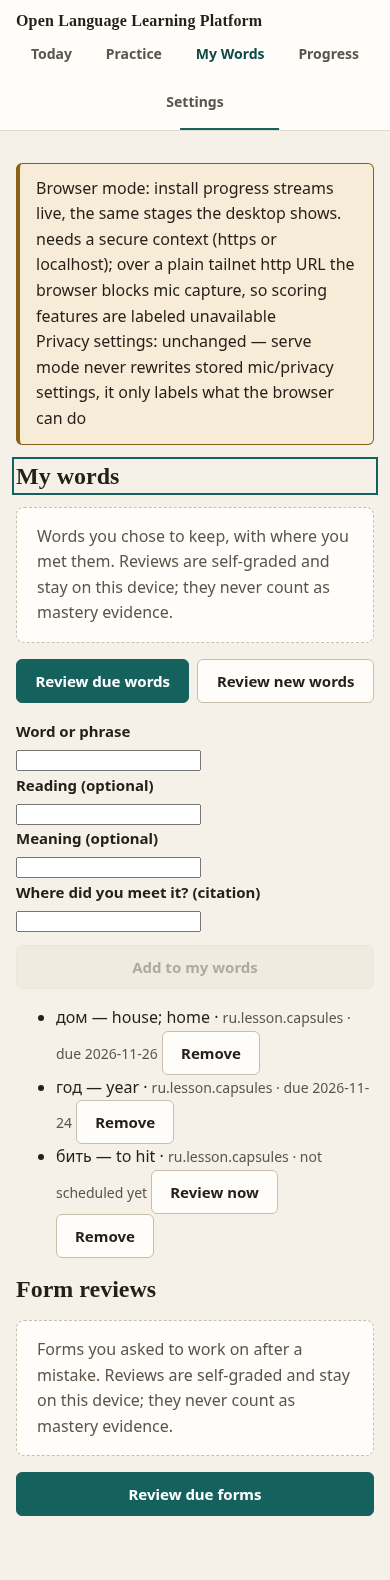 Open Language Learning Platform
Today Practice My Words Progress
Settings
Browser mode: install progress streams
live, the same stages the desktop shows.
needs a secure context (https or
localhost); over a plain tailnet http URL the
browser blocks mic capture, so scoring
features are labeled unavailable
Privacy settings: unchanged — serve
mode never rewrites stored mic/privacy
settings, it only labels what the browser
can do
My words
Words you chose to keep, with where you
met them. Reviews are self-graded and
stay on this device; they never count as
mastery evidence.
Review due words Review new words
Word or phrase
Reading (optional)
Meaning (optional)
Where did you meet it? (citation)
Add to my words
дом — house; home · ru.lesson.capsules ·
due 2026-11-26 Remove
год — year · ru.lesson.capsules · due 2026-11-
24 Remove
бить — to hit · ru.lesson.capsules · not
scheduled yet Review now
Remove
Form reviews
Forms you asked to work on after a
mistake. Reviews are self-graded and stay
on this device; they never count as
mastery evidence.
Review due forms